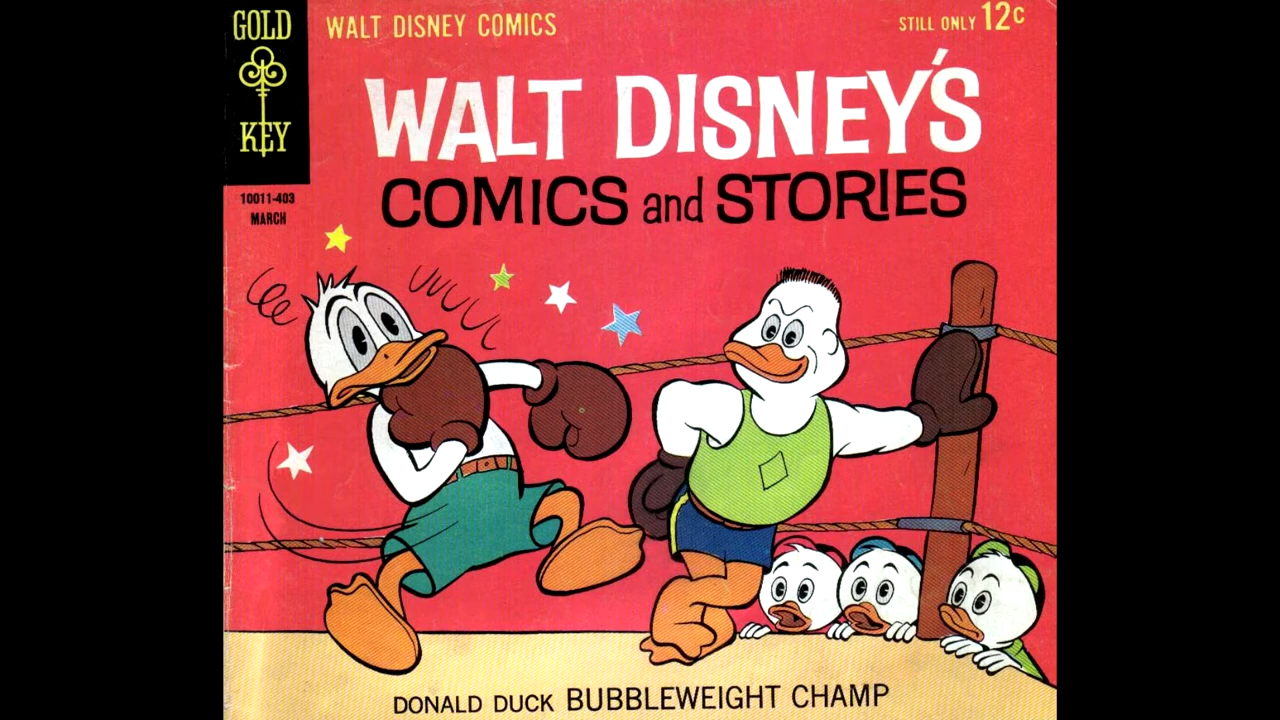 GOLD
KEY
WALT DISNEY COMICS
STILL ONLY 12c
WALT DISNEY'S
COMICS and STORIES
10011-403
MARCH
DONALD DUCK BUBBLEWEIGHT CHAMP